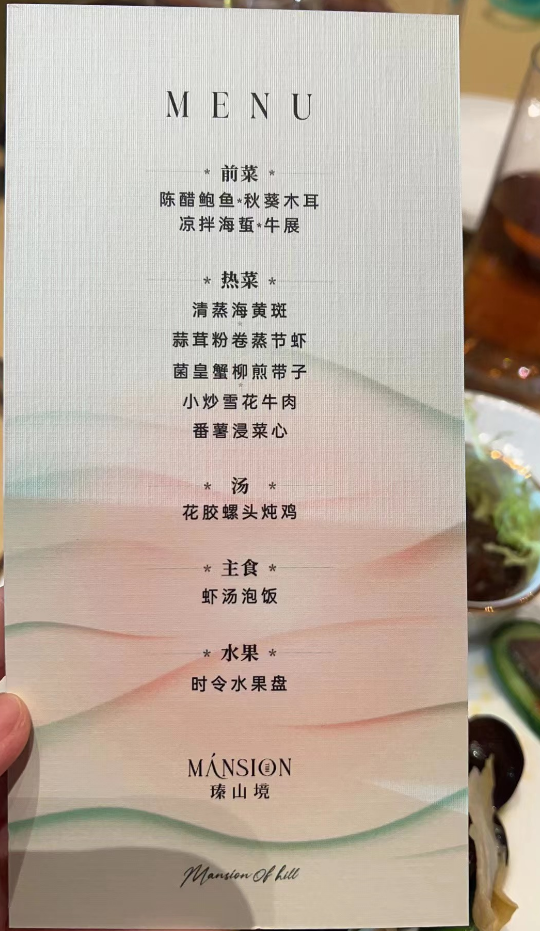 MENU
* 前菜 *
陈醋鲍鱼*秋葵木耳
凉拌海蜇*牛展
* 热菜 *
清蒸海黄斑
*
蒜茸粉卷蒸节虾
菌皇蟹柳煎带子
*
小炒雪花牛肉
番薯浸菜心
* 汤 *
花胶螺头炖鸡
* 主食 *
虾汤泡饭
* 水果 *
时令水果盘
MÁNSION
瑧山境
Mansion Of hill